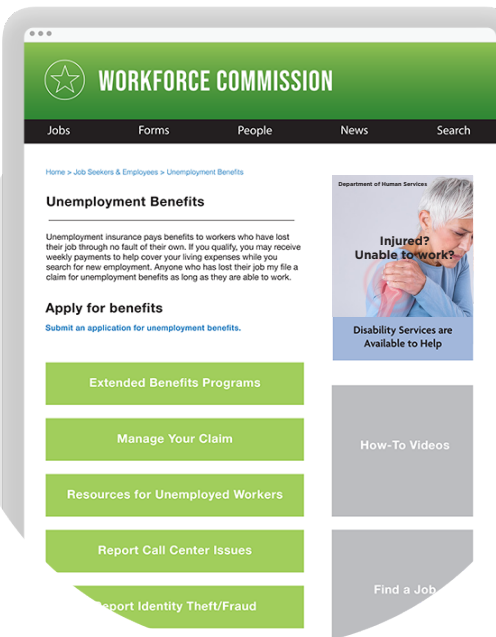 WORKFORCE COMMISSION
Jobs
Forms
People
News
Search
Home > Job Seekers & Employees > Unemployment Benefits
Unemployment Benefits
Unemployment insurance pays benefits to workers who have lost
their job through no fault of their own. If you qualify, you may receive
weekly payments to help cover your living expenses while you
search for new employment. Anyone who has lost their job my file a
claim for unemployment benefits as long as they are able to work.
Apply for benefits
Submit an application for unemployment benefits.
Extended Benefits Programs
Manage Your Claim
Resources for Unemployed Workers
Report Call Center Issues
Report Identity Theft/Fraud
Department of Human Services
Injured?
Unable to work?
Disability Services are
Available to Help
How-To Videos
Find a Job